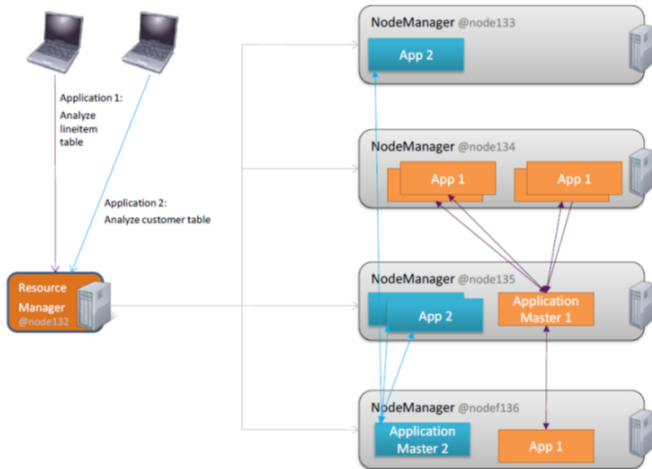 Application 1:
Analyze
lineitem
table
Application 2:
Analyze customer table
Resource
Manager
@node132
NodeManager @node133
App 2
NodeManager @node134
App 1
App 1
NodeManager @node135
App 2
Application
Master 1
NodeManager @nodef136
Application
Master 2
App 1